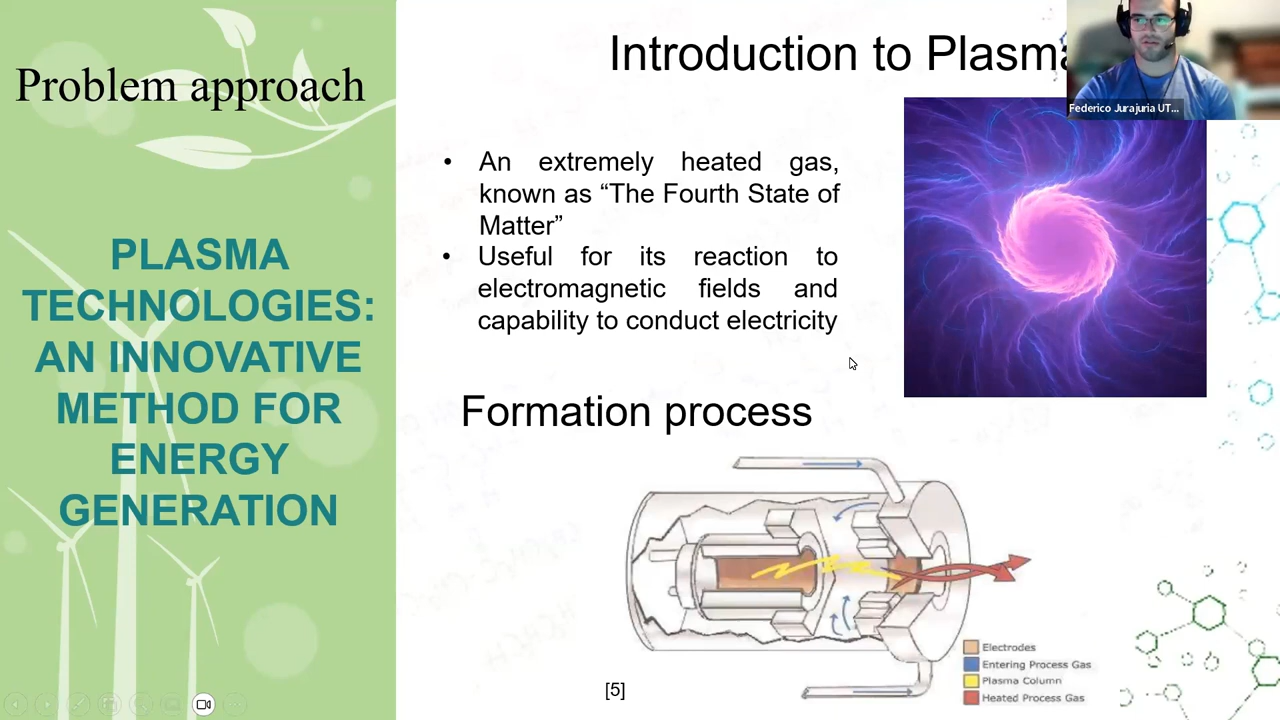 Problem approach
PLASMA
TECHNOLOGIES:
AN INNOVATIVE
METHOD FOR
ENERGY
GENERATION
Introduction to Plasma
• An extremely heated gas,
known as “The Fourth State of
Matter”
• Useful for its reaction to
electromagnetic fields and
capability to conduct electricity
Formation process
Electrodes
Entering Process Gas
Plasma Column
Heated Process Gas
[5]
Federico Jurajuria UT...